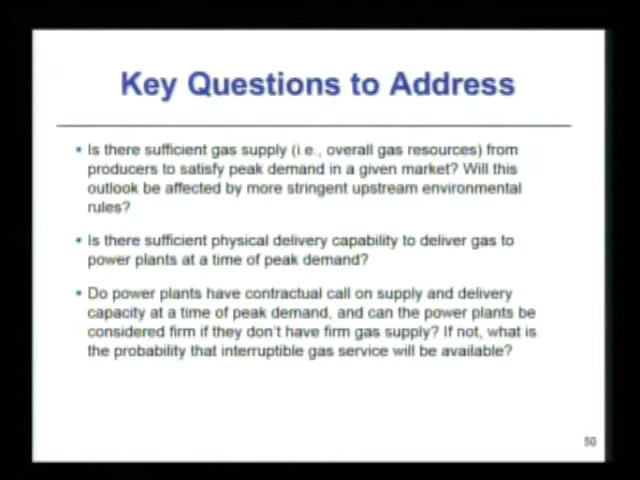 Key Questions to Address
Is there sufficient gas supply (i.e., overall gas resources) from
producers to satisfy peak demand in a given market? Will this
outlook be affected by more stringent upstream environmental
rules?
Is there sufficient physical delivery capability to deliver gas to
power plants at a time of peak demand?
Do power plants have contractual call on supply and delivery
capacity at a time of peak demand, and can the power plants be
considered firm if they don't have firm gas supply? If not, what is
the probability that interruptible gas service will be available?
50